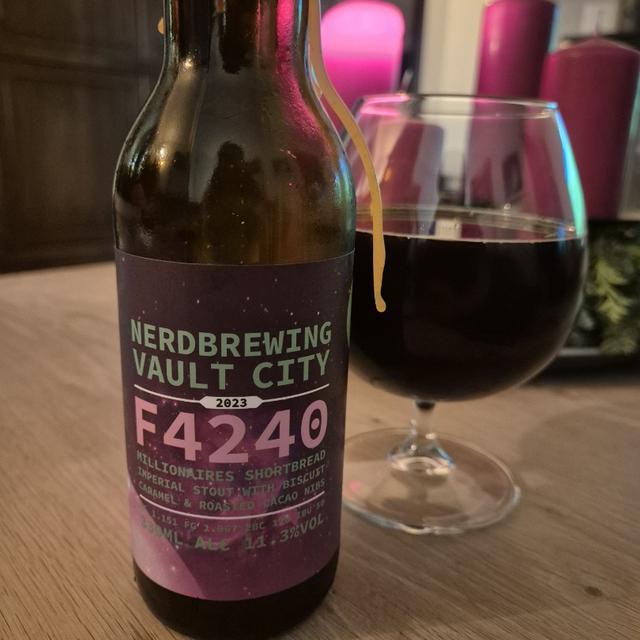 NERDBREWING
VAULT CITY
2023
F4240
MILLIONAIRES SHORTBREAD
IMPERIAL STOUT WITH BISCUIT
CARAMEL & ROASTED CACAO NIBS
ML ALC 11.3%VOL